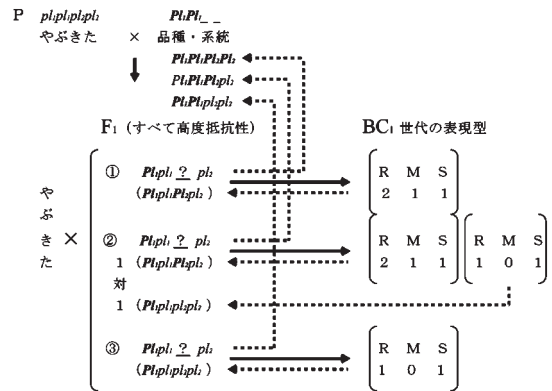 P pl₁pl₁pl₂pl₂ Pl₁Pl₁_ _
やぶきた × 品種・系統
Pl₁Pl₁Pl₂Pl₂
Pl₁Pl₁Pl₂pl₂
Pl₁Pl₁pl₂pl₂
F₁ (すべて高度抵抗性) BC₁ 世代の表現型
やぶきた ×
① Pl₁pl₁ ? pl₂ R M S
(Pl₁pl₁Pl₂pl₂) 2 1 1
② Pl₁pl₁ ? pl₂ R M S R M S
1 (Pl₁pl₁Pl₂pl₂) 2 1 1 1 0 1
対
1 (Pl₁pl₁pl₂pl₂)
③ Pl₁pl₁ ? pl₂ R M S
(Pl₁pl₁pl₂pl₂) 1 0 1